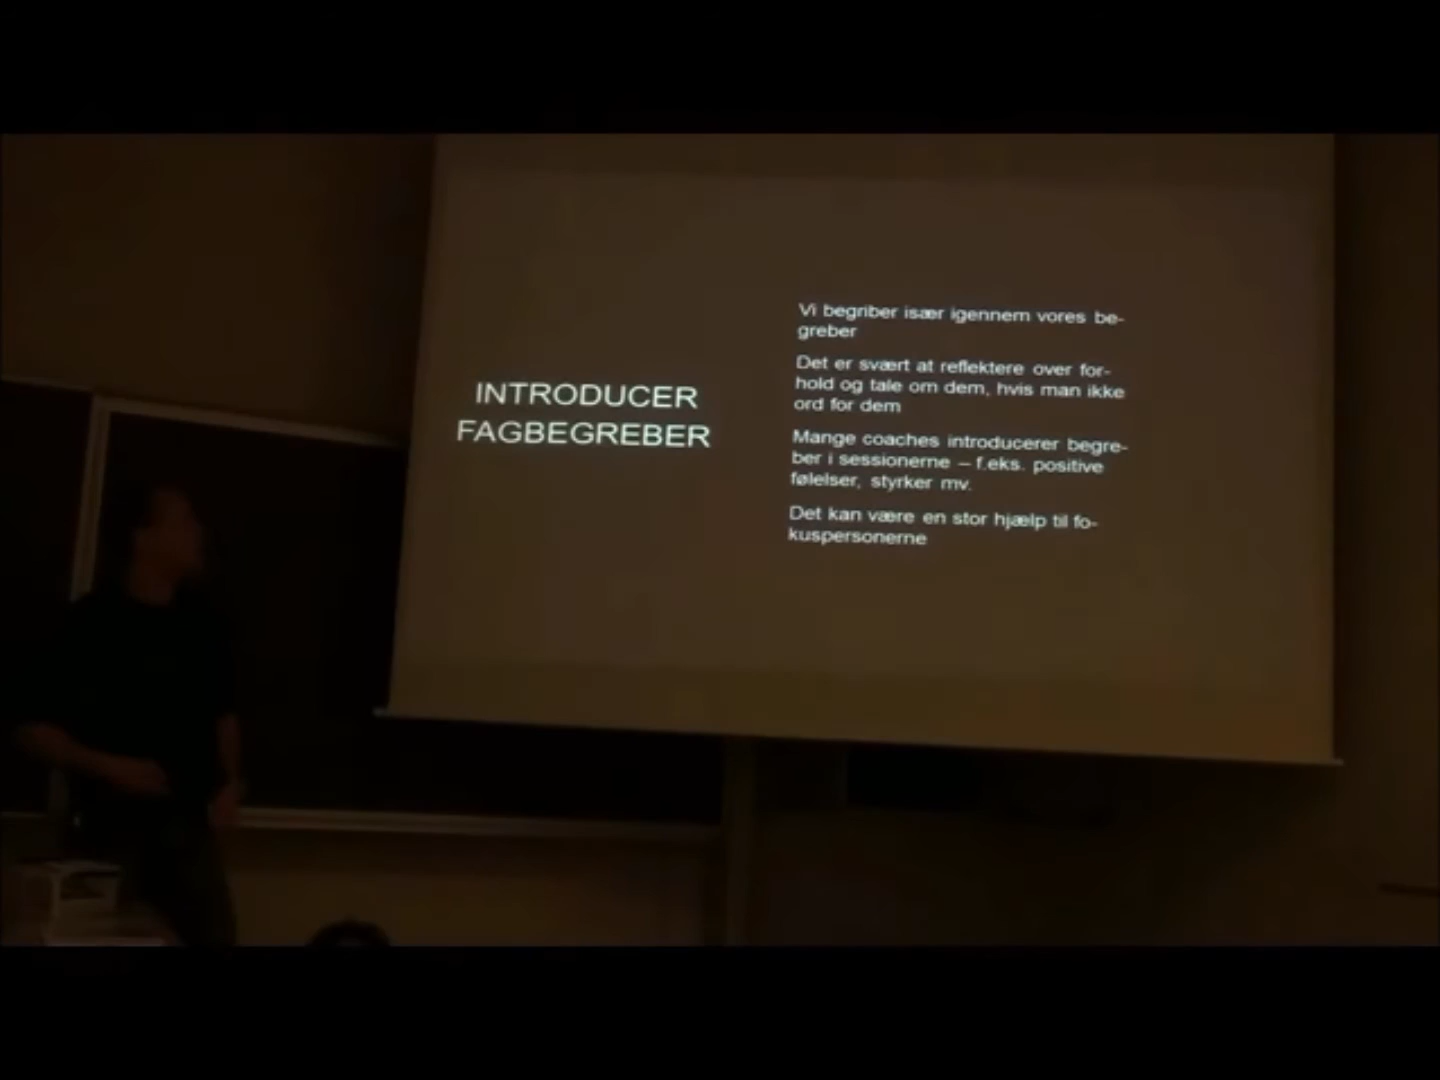 INTRODUCER
FAGBEGREBER
Vi begriber især igennem vores be-
greber
Det er svært at reflektere over for-
hold og tale om dem, hvis man ikke
ord for dem
Mange coaches introducerer begre-
ber i sessionerne – f.eks. positive
følelser, styrker mv.
Det kan være en stor hjælp til fo-
kuspersonerne